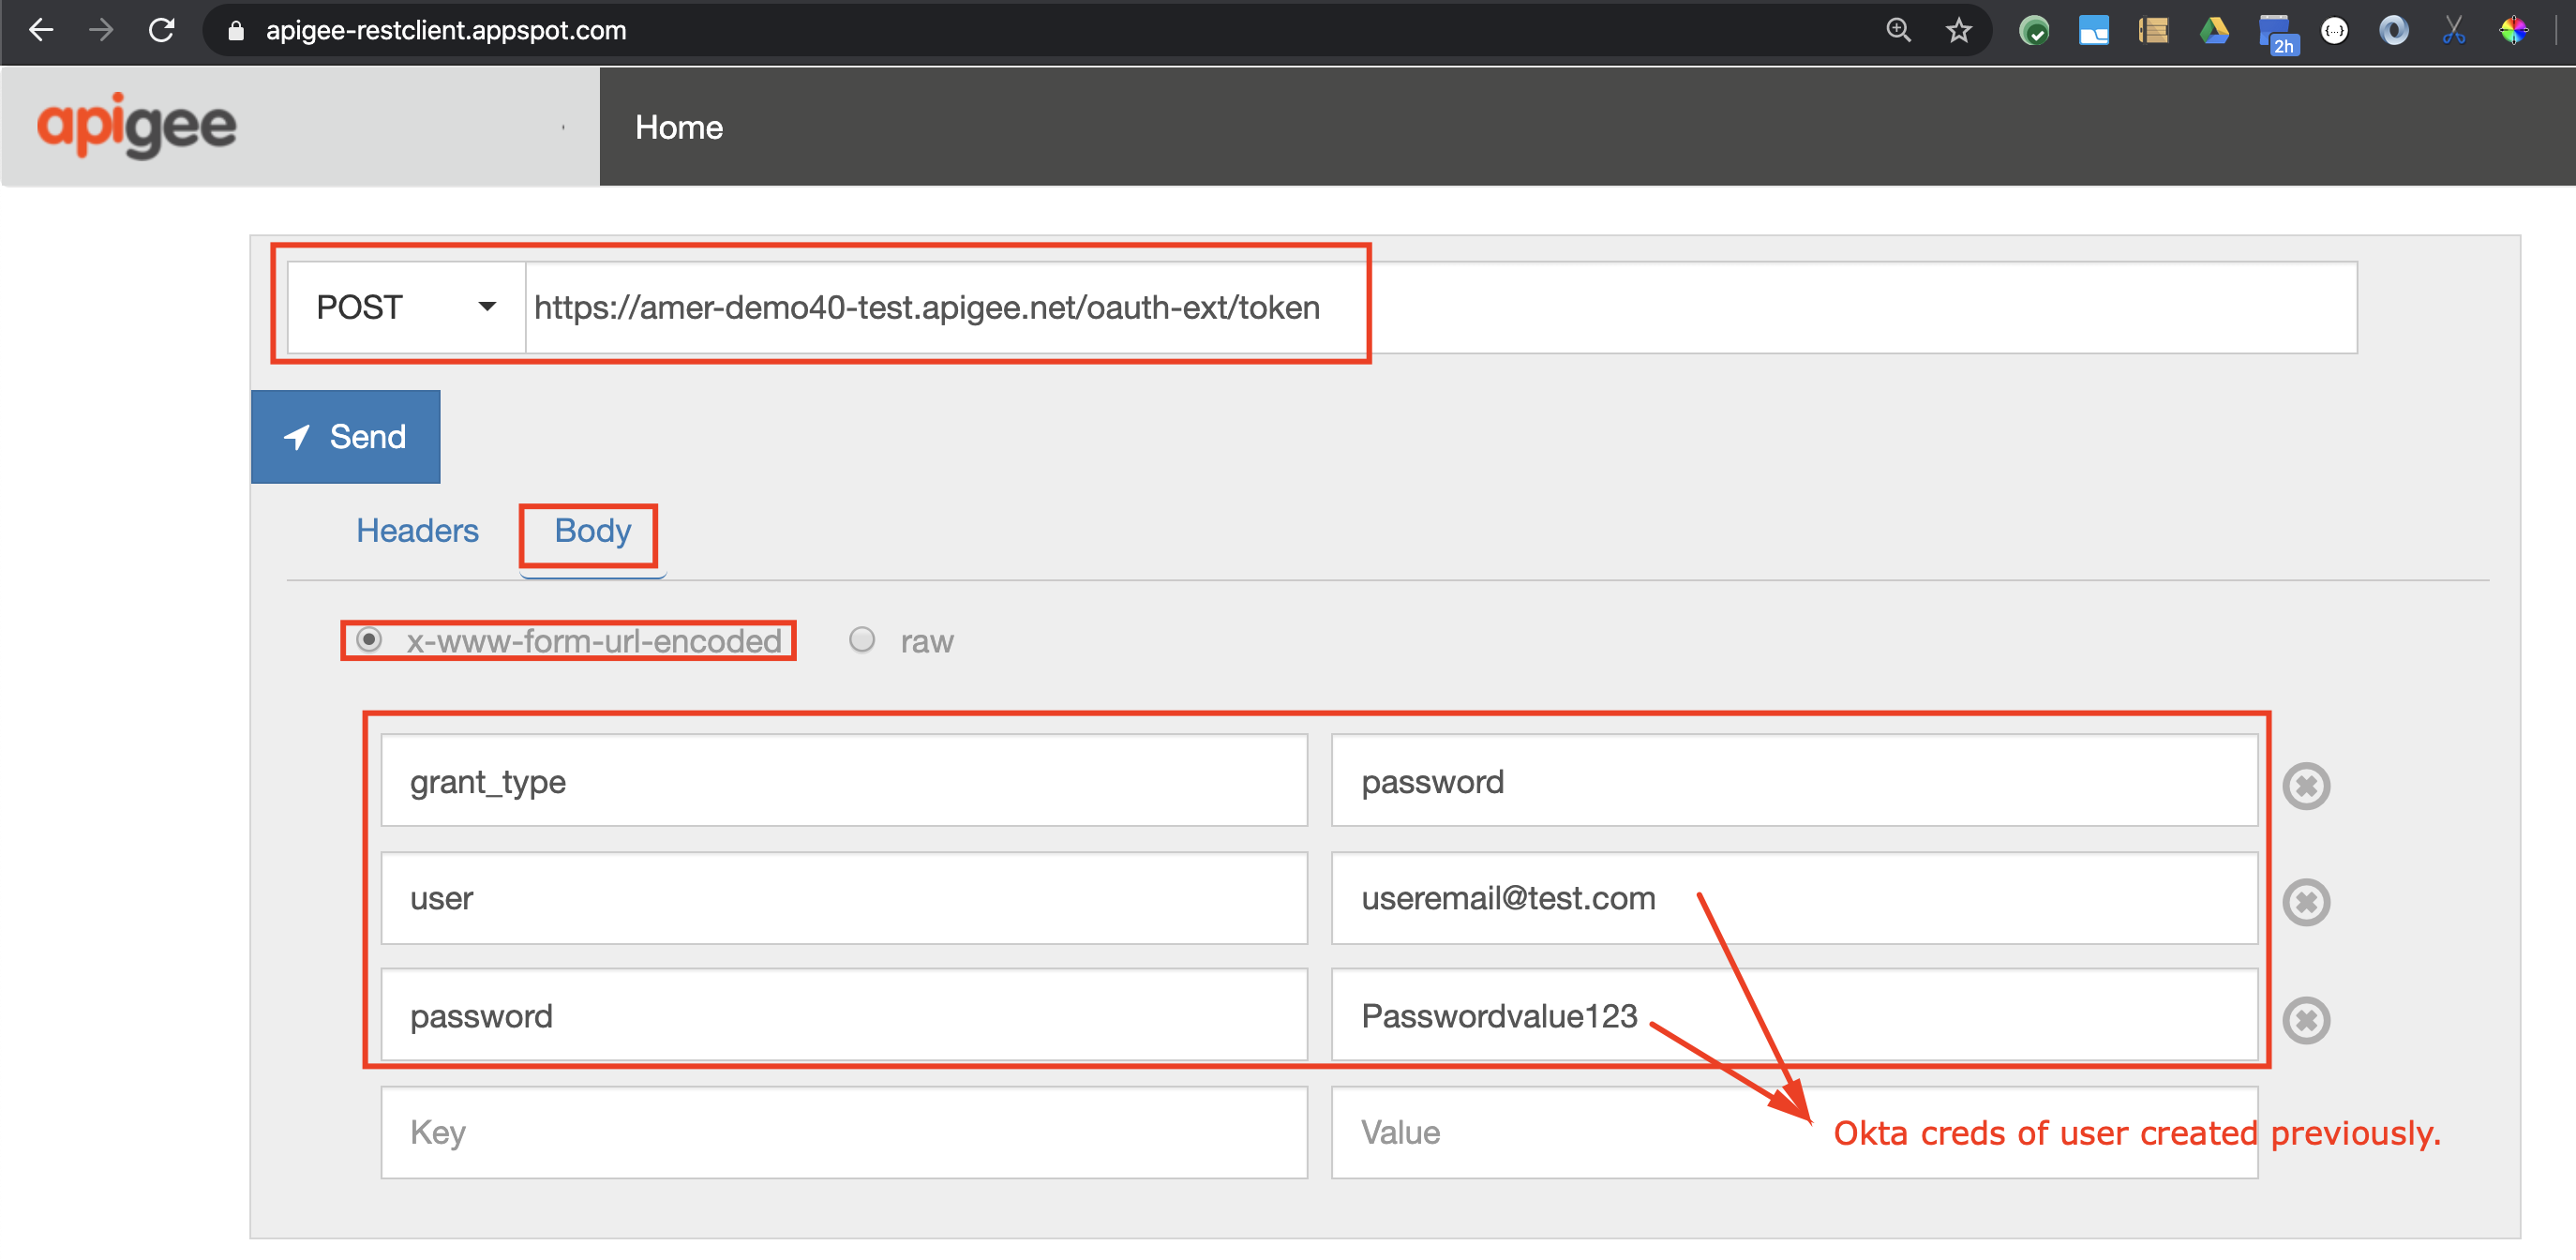 apigee-restclient.appspot.com
2h
apigee
Home
POST
https://amer-demo40-test.apigee.net/oauth-ext/token
Send
Headers
Body
x-www-form-url-encoded
raw
grant_type
password
user
useremail@test.com
password
Passwordvalue123
Key
Value
Okta creds of user created previously.